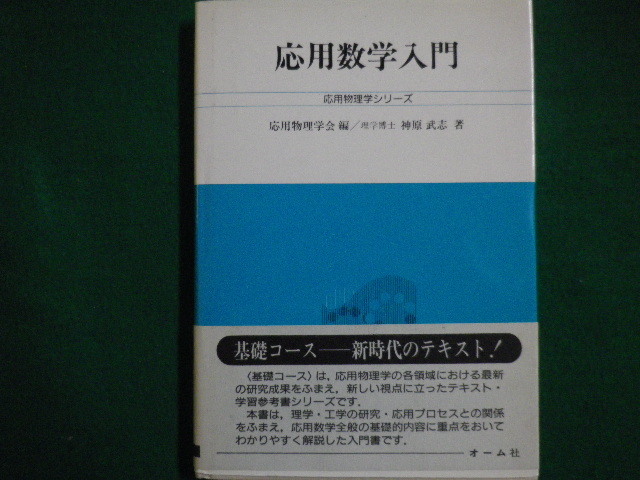 応用数学入門
応用物理学シリーズ
応用物理学会 編／理学博士 神原 武志 著
基礎コース──新時代のテキスト!
〈基礎コース〉は，応用物理学の各領域における最新
の研究成果をふまえ，新しい視点に立ったテキスト・
学習参考書シリーズです．
本書は，理学・工学の研究・応用プロセスとの関係
をふまえ，応用数学全般の基礎的内容に重点をおいて
わかりやすく解説した入門書です．
オーム社